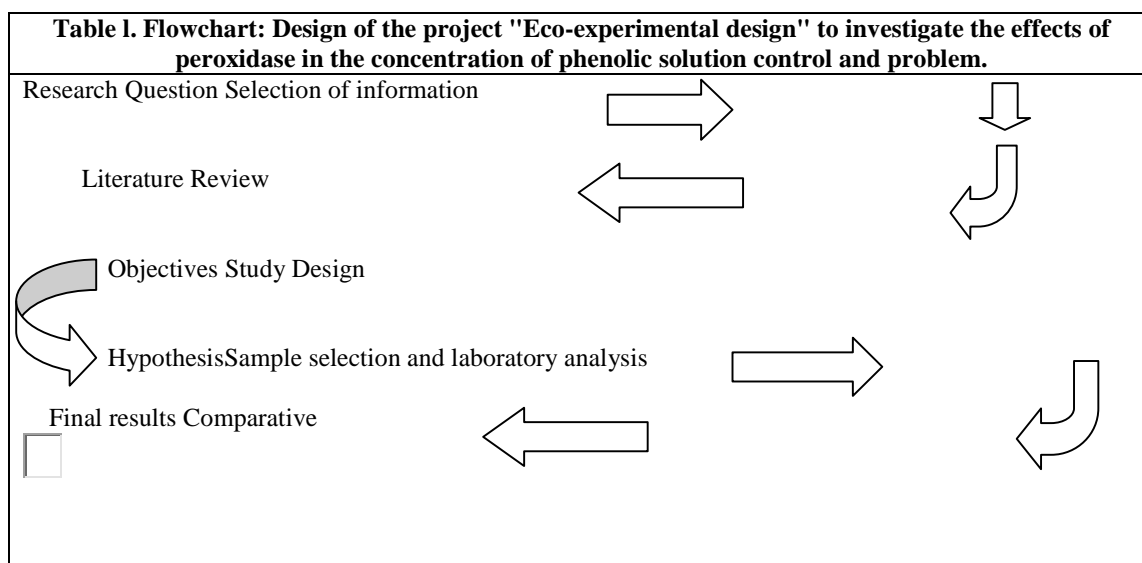 Table l. Flowchart: Design of the project "Eco-experimental design" to investigate the effects of
peroxidase in the concentration of phenolic solution control and problem.
Research Question Selection of information
Literature Review
Objectives Study Design
HypothesisSample selection and laboratory analysis
Final results Comparative